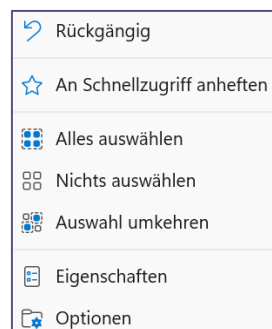 Rückgängig
An Schnellzugriff anheften
Alles auswählen
Nichts auswählen
Auswahl umkehren
Eigenschaften
Optionen